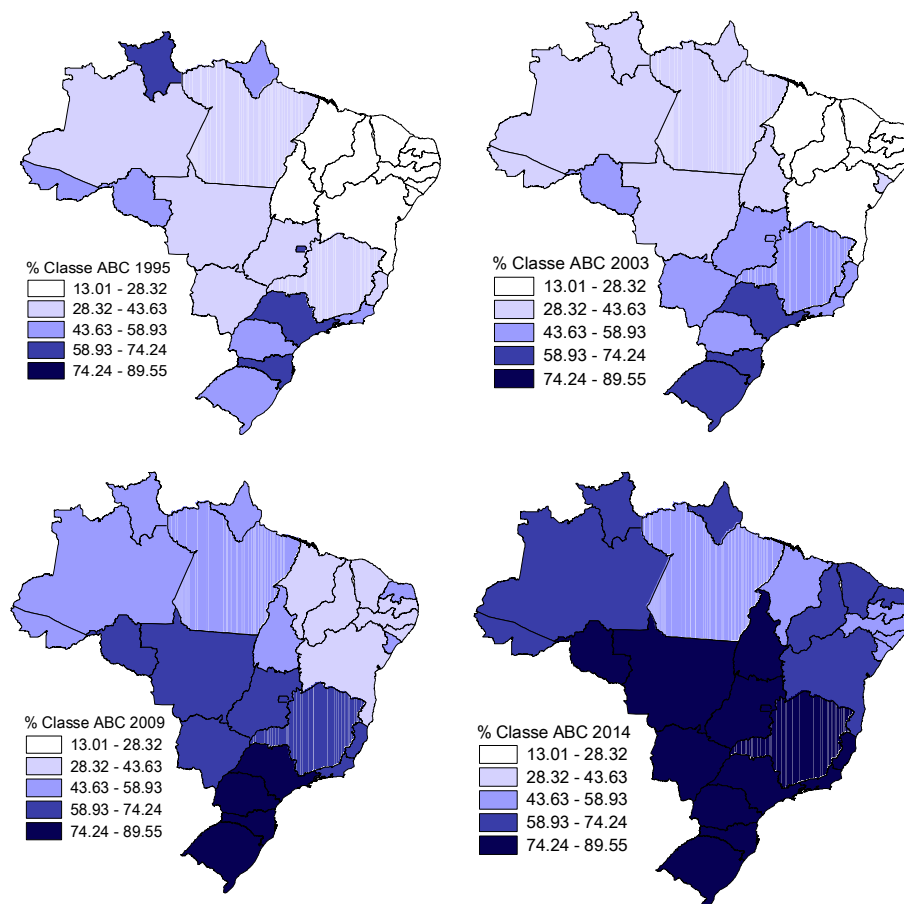 % Classe ABC 1995
13.01 - 28.32
28.32 - 43.63
43.63 - 58.93
58.93 - 74.24
74.24 - 89.55
% Classe ABC 2003
13.01 - 28.32
28.32 - 43.63
43.63 - 58.93
58.93 - 74.24
74.24 - 89.55
% Classe ABC 2009
13.01 - 28.32
28.32 - 43.63
43.63 - 58.93
58.93 - 74.24
74.24 - 89.55
% Classe ABC 2014
13.01 - 28.32
28.32 - 43.63
43.63 - 58.93
58.93 - 74.24
74.24 - 89.55